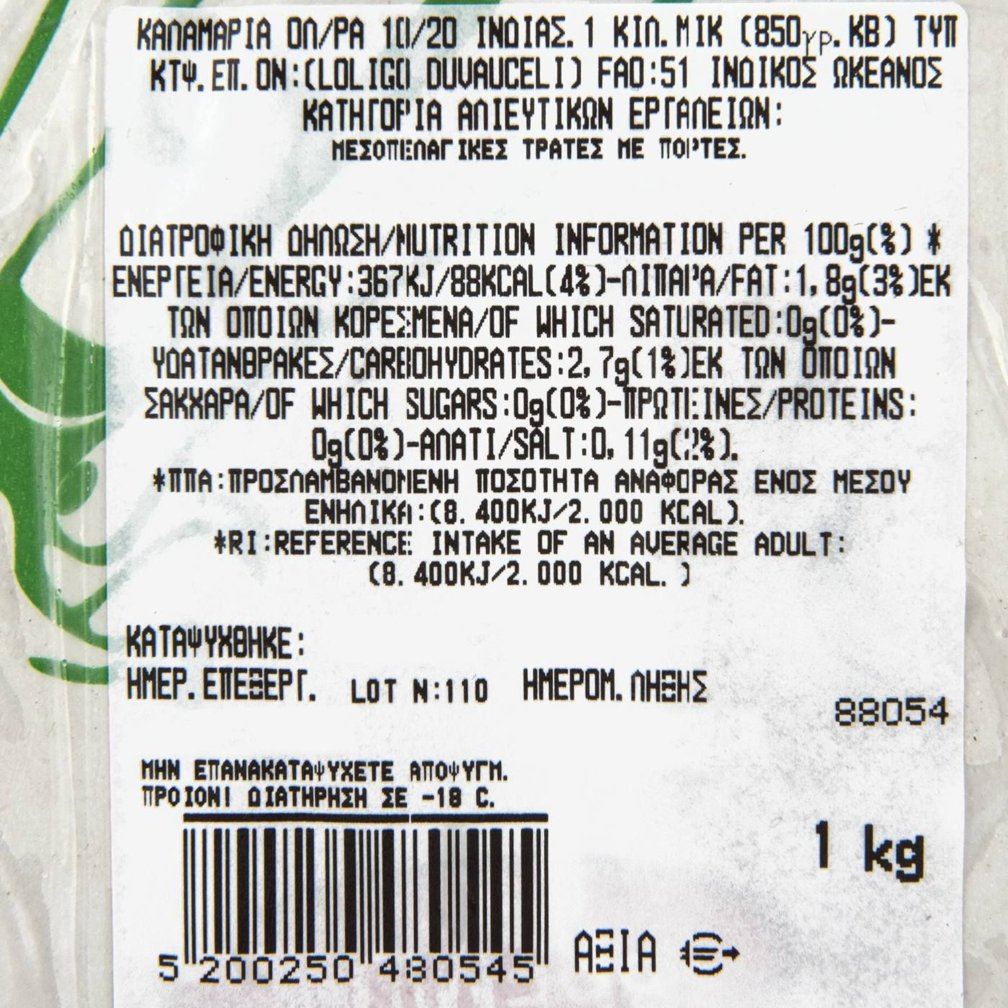 ΚΑΛΑΜΑΡΙΑ ΟΛ/ΡΑ 10/20 ΙΝΔΙΑΣ.1 ΚΙΛ.ΜΙΚ (850γρ.ΚΒ) ΤΥΠ
ΚΤΨ.ΕΠ.ΟΝ:(LOLIGO DUVAUCELI) FAO:51 ΙΝΔΙΚΟΣ ΩΚΕΑΝΟΣ
ΚΑΤΗΓΟΡΙΑ ΑΛΙΕΥΤΙΚΩΝ ΕΡΓΑΛΕΙΩΝ:
ΜΕΣΟΠΕΛΑΓΙΚΕΣ ΤΡΑΤΕΣ ΜΕ ΠΟΡΤΕΣ.
ΔΙΑΤΡΟΦΙΚΗ ΔΗΛΩΣΗ/NUTRITION INFORMATION PER 100g(%) *
ΕΝΕΡΓΕΙΑ/ENERGY:367KJ/88KCAL(4%)-ΛΙΠΑΡΑ/FAT:1,8g(3%)ΕΚ
ΤΩΝ ΟΠΟΙΩΝ ΚΟΡΕΣΜΕΝΑ/OF WHICH SATURATED:0g(0%)-
ΥΔΑΤΑΝΘΡΑΚΕΣ/CARBOHYDRATES:2,7g(1%)ΕΚ ΤΩΝ ΟΠΟΙΩΝ
ΣΑΚΧΑΡΑ/OF WHICH SUGARS:0g(0%)-ΠΡΩΤΕΙΝΕΣ/PROTEINS:
0g(0%)-ΑΛΑΤΙ/SALT:0,11g(2%).
*ΠΠΑ:ΠΡΟΣΛΑΜΒΑΝΟΜΕΝΗ ΠΟΣΟΤΗΤΑ ΑΝΑΦΟΡΑΣ ΕΝΟΣ ΜΕΣΟΥ
ΕΝΗΛΙΚΑ:(8.400KJ/2.000 KCAL).
*RI:REFERENCE INTAKE OF AN AVERAGE ADULT:
(8.400KJ/2.000 KCAL. )
ΚΑΤΑΨΥΧΘΗΚΕ:
ΗΜΕΡ.ΕΠΕΞΕΡΓ. LOT N:110 ΗΜΕΡΟΜ.ΛΗΞΗΣ
88054
ΜΗΝ ΕΠΑΝΑΚΑΤΑΨΥΧΕΤΕ ΑΠΟΨΥΓΜ.
ΠΡΟΙΟΝ! ΔΙΑΤΗΡΗΣΗ ΣΕ -18 C.
1 kg
5 200250 480545
ΑΞΙΑ €